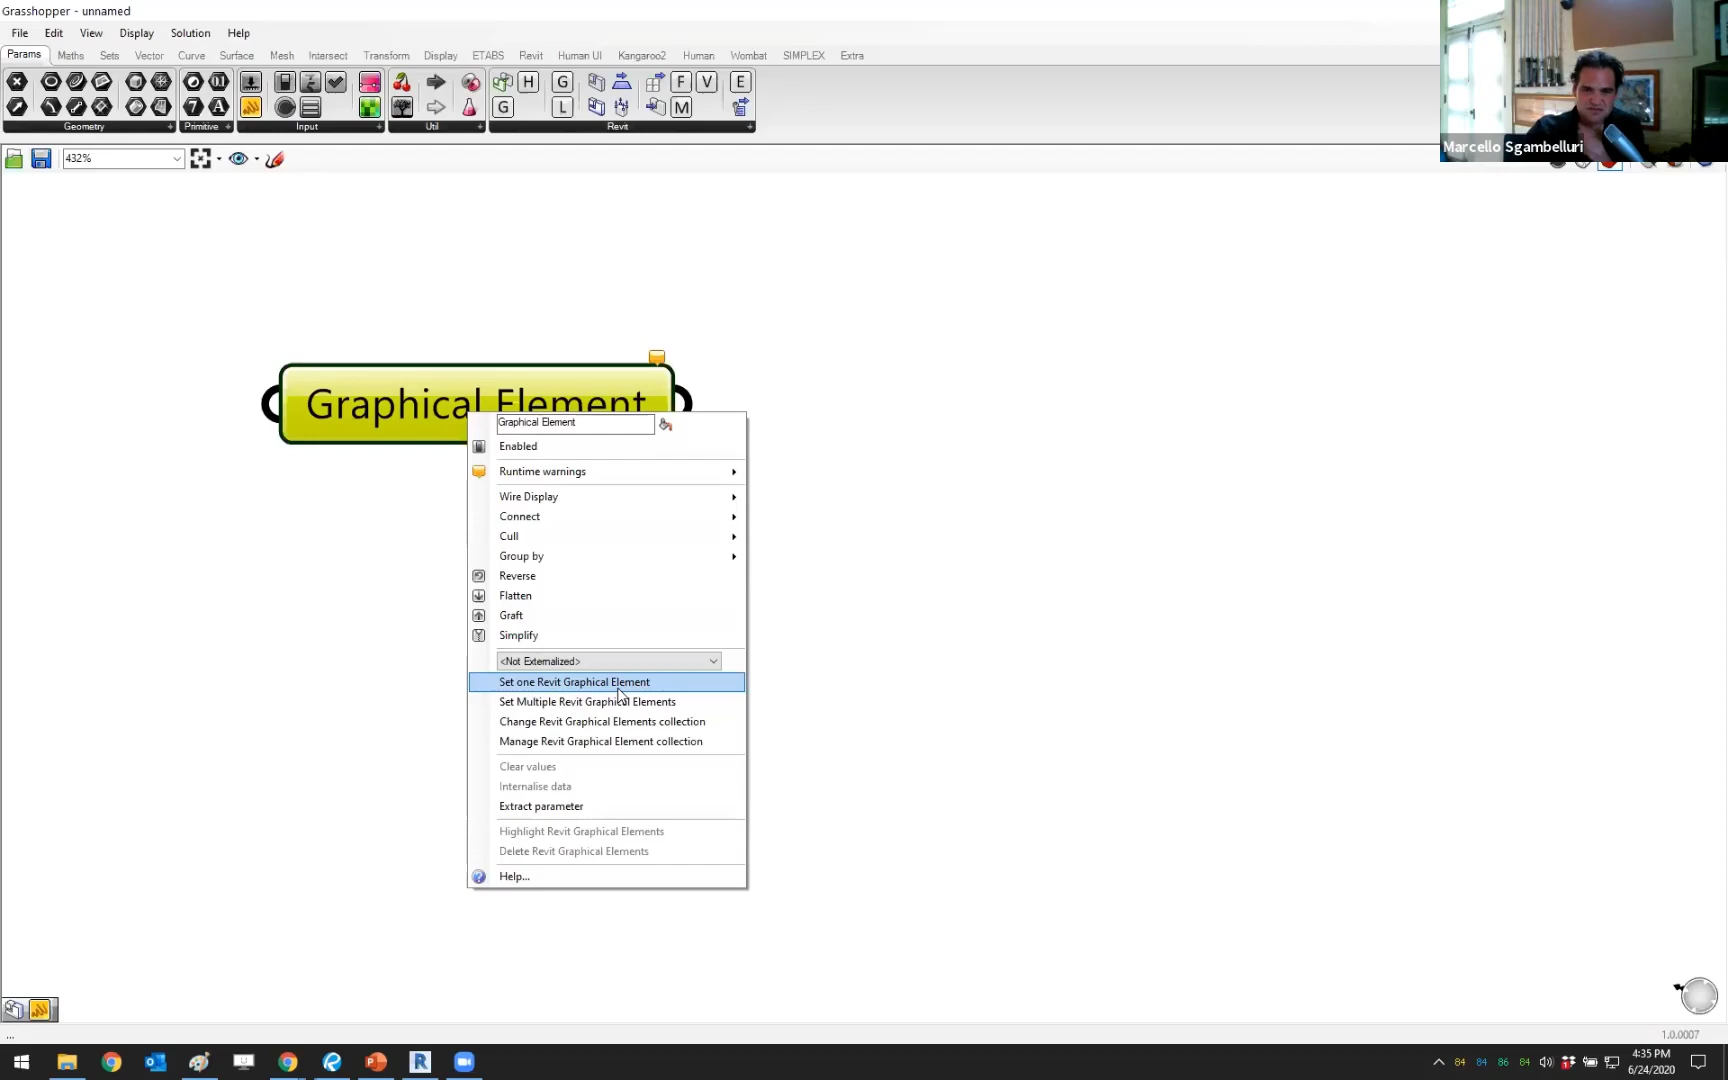 Grasshopper - unnamed
File Edit View Display Solution Help
Params Maths Sets Vector Curve Surface Mesh Intersect Transform Display ETABS Revit Human UI Kangaroo2 Human Wombat SIMPLEX Extra
H G F V E
G L M
Geometry Primitive Input Util Revit
432%
Marcello Sgambelluri
Graphical Element
Graphical Element
Enabled
Runtime warnings
Wire Display
Connect
Cull
Group by
Reverse
Flatten
Graft
Simplify
<Not Externalized>
Set one Revit Graphical Element
Set Multiple Revit Graphical Elements
Change Revit Graphical Elements collection
Manage Revit Graphical Element collection
Clear values
Internalise data
Extract parameter
Highlight Revit Graphical Elements
Delete Revit Graphical Elements
Help...
...
1.0.0007
84 84 86 84
4:35 PM
6/24/2020